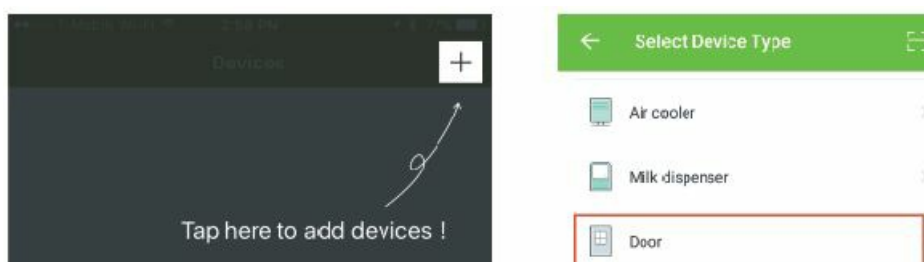 Devices
+
Tap here to add devices !
Select Device Type
Air cooler
Milk dispenser
Door